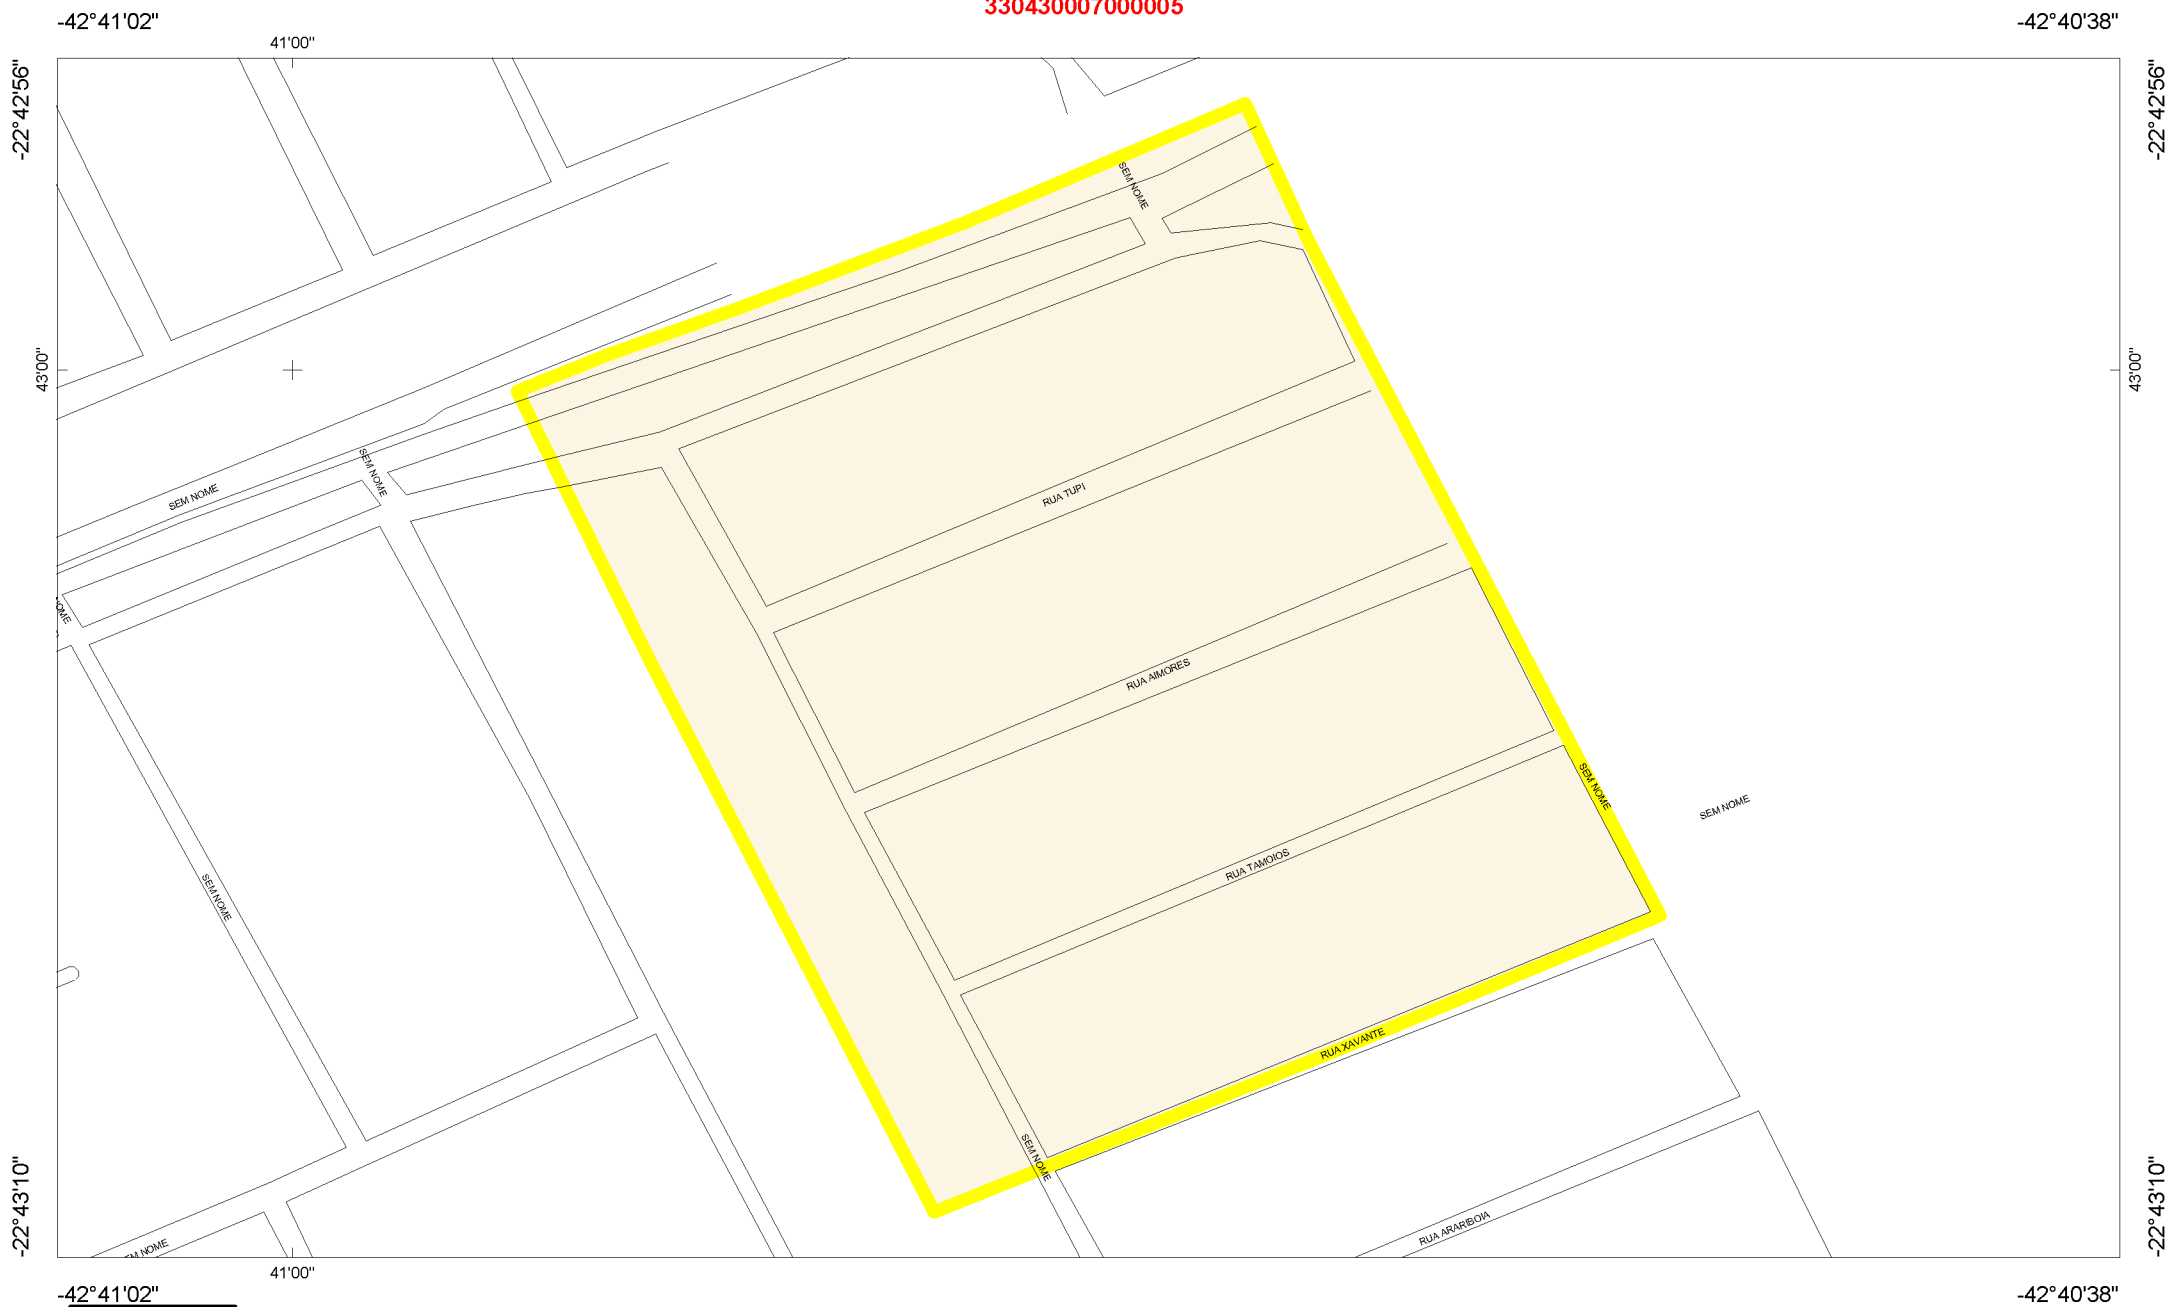 330430007000005
-42°41'02"
-42°40'38"
41'00"
-22°42'56"
-22°42'56"
SEM NOME
43'00"
43'00"
SEM NOME
SEM NOME
RUA TUPI
OME
RUA AIMORES
SEM NOME
SEM NOME
RUA TAMOIOS
SEM NOME
RUA XAVANTE
SEM NOME
-22°43'10"
-22°43'10"
RUA ARARIBOIA
EM NOME
41'00"
-42°41'02"
-42°40'38"